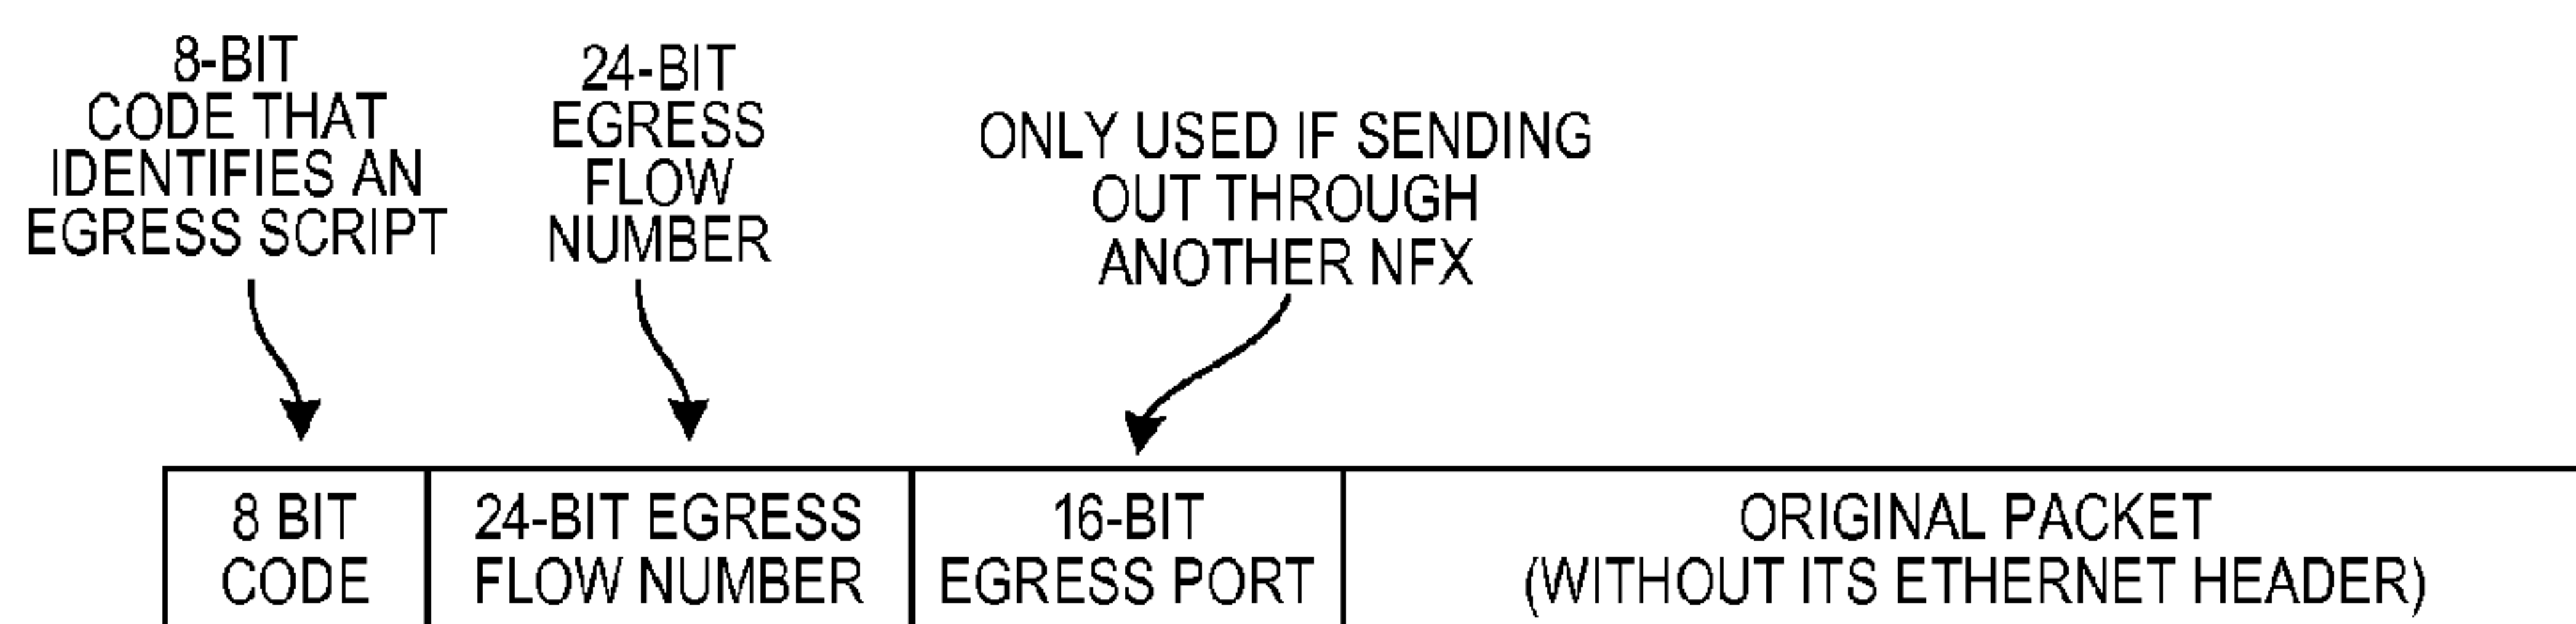 8-BIT
CODE THAT
IDENTIFIES AN
EGRESS SCRIPT
24-BIT
EGRESS
FLOW
NUMBER
ONLY USED IF SENDING
OUT THROUGH
ANOTHER NFX
8 BIT
CODE
24-BIT EGRESS
FLOW NUMBER
16-BIT
EGRESS PORT
ORIGINAL PACKET
(WITHOUT ITS ETHERNET HEADER)